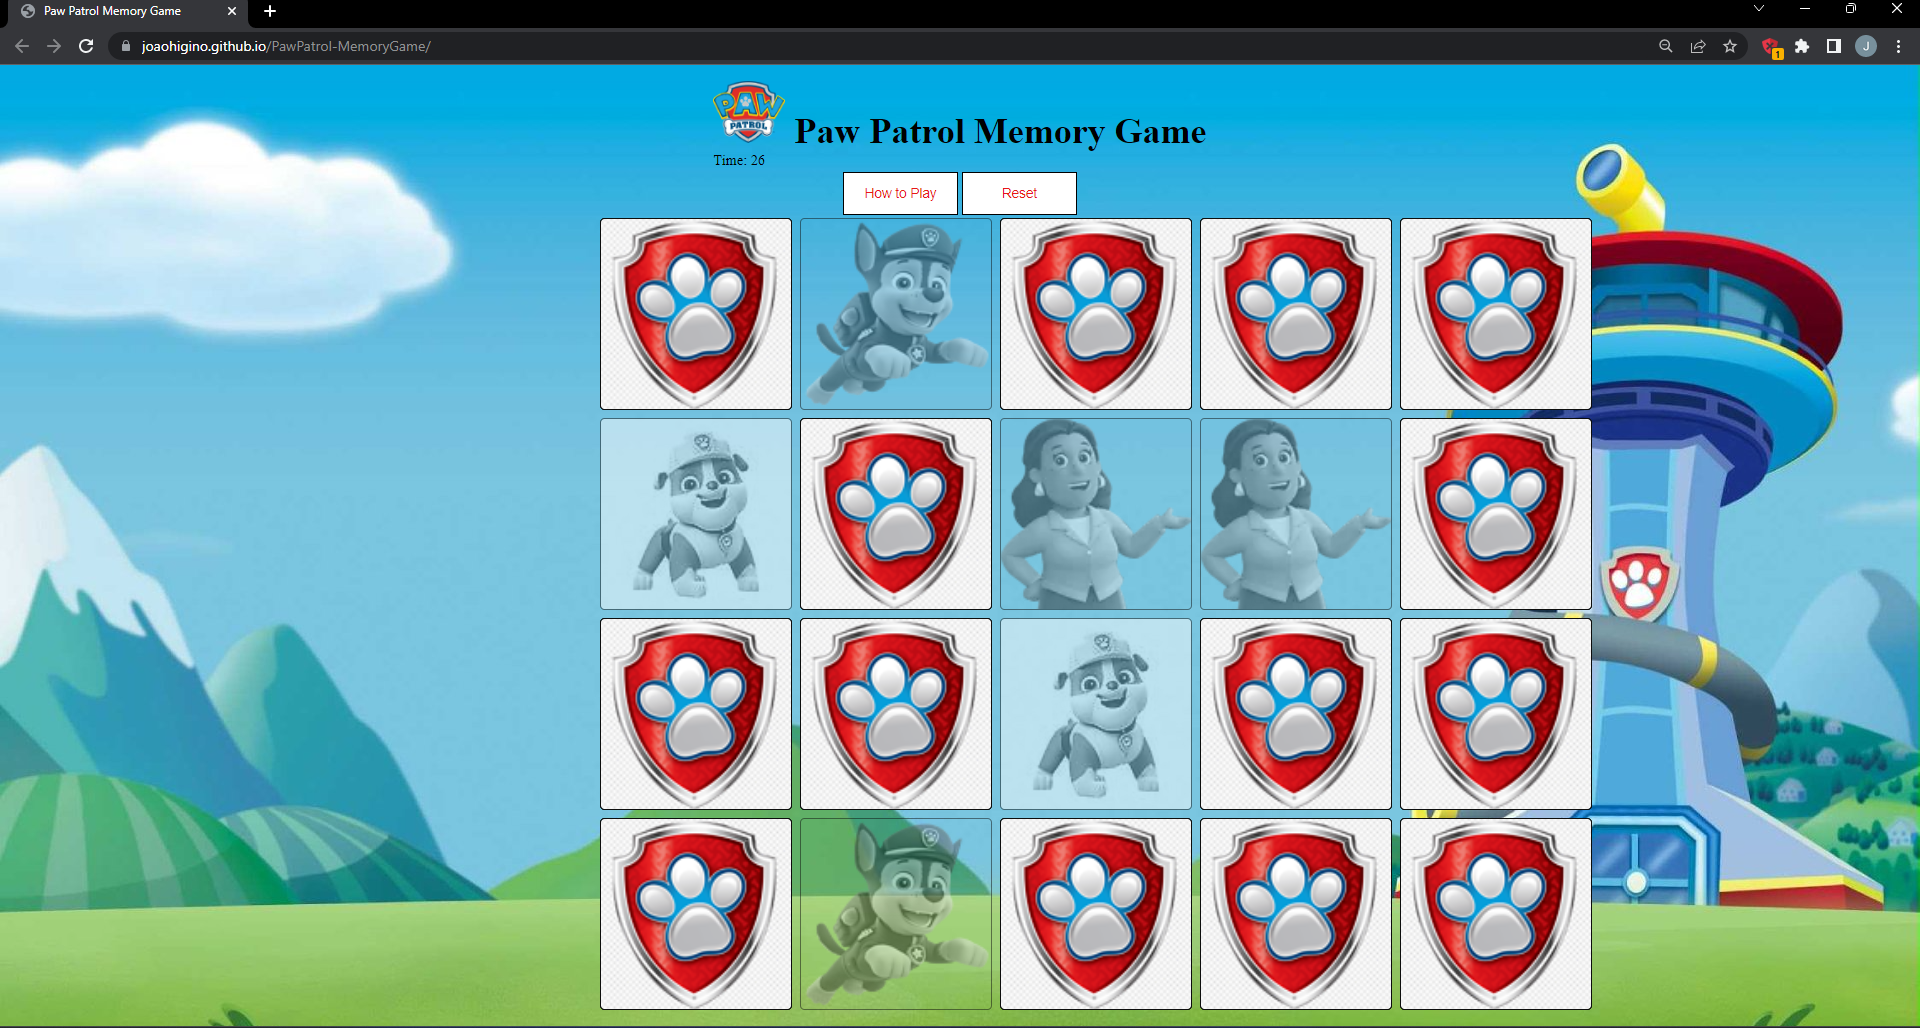 Paw Patrol Memory Game
joaohigino.github.io/PawPatrol-MemoryGame/
1
J
PAW
PATROL
Paw Patrol Memory Game
Time: 26
How to Play
Reset